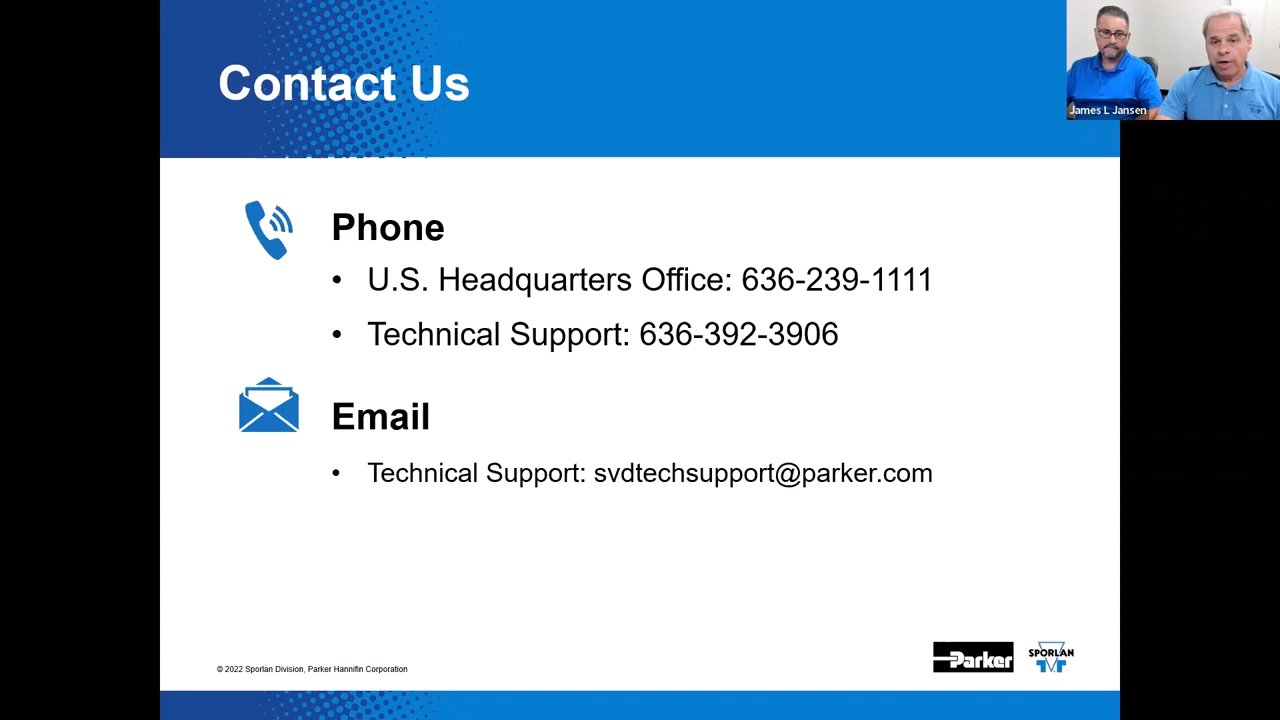 Contact Us
James L Jansen
Phone
• U.S. Headquarters Office: 636-239-1111
• Technical Support: 636-392-3906
Email
• Technical Support: svdtechsupport@parker.com
© 2022 Sporlan Division, Parker Hannifin Corporation
Parker
SPORLAN